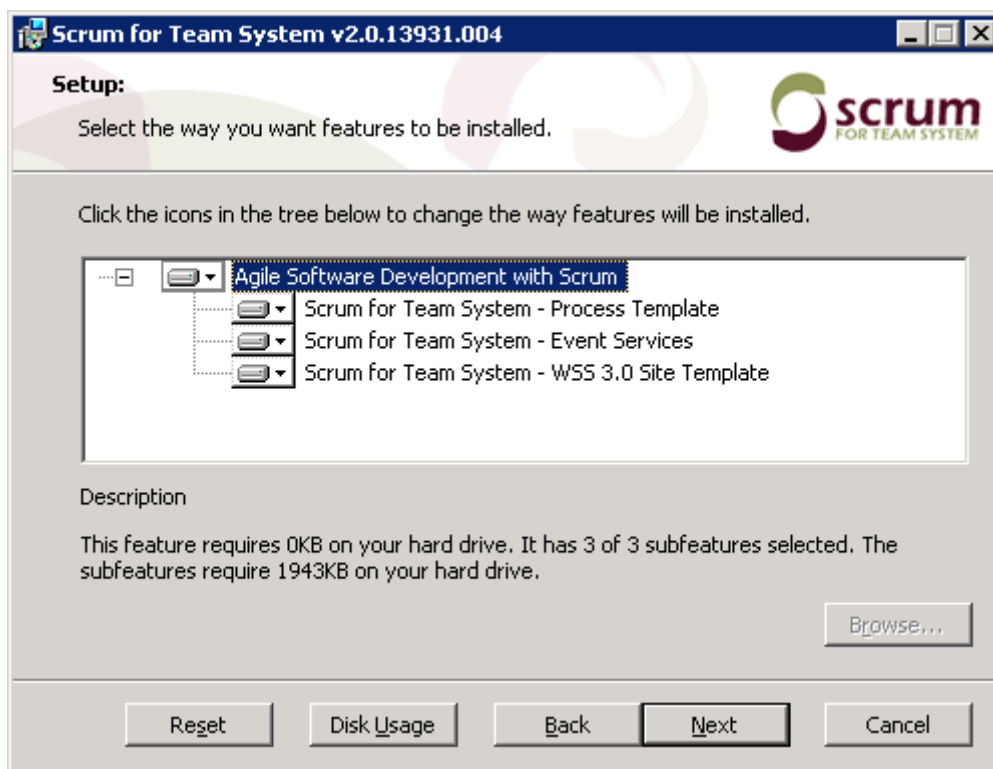 Scrum for Team System v2.0.13931.004
Setup:
Select the way you want features to be installed.
scrum
FOR TEAM SYSTEM
Click the icons in the tree below to change the way features will be installed.
Agile Software Development with Scrum
Scrum for Team System - Process Template
Scrum for Team System - Event Services
Scrum for Team System - WSS 3.0 Site Template
Description
This feature requires 0KB on your hard drive. It has 3 of 3 subfeatures selected. The
subfeatures require 1943KB on your hard drive.
Browse...
Reset
Disk Usage
Back
Next
Cancel